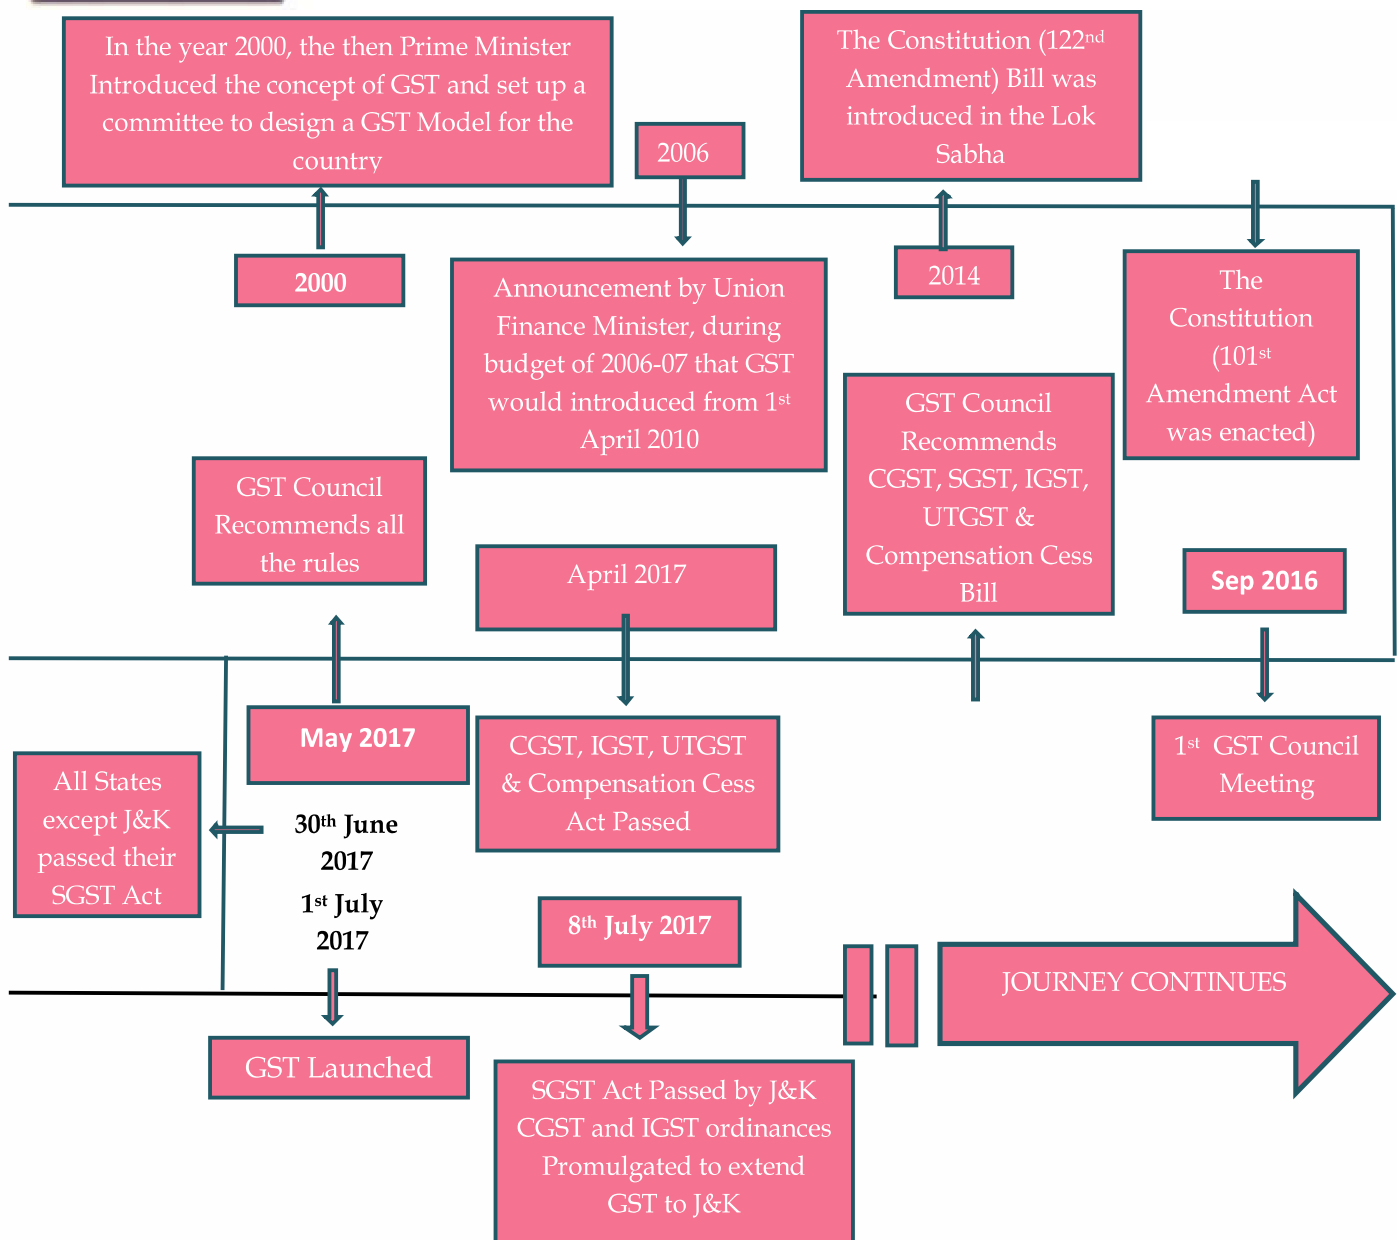 In the year 2000, the then Prime Minister
Introduced the concept of GST and set up a
committee to design a GST Model for the
country
2000
2006
Announcement by Union
Finance Minister, during
budget of 2006-07 that GST
would introduced from 1st
April 2010
The Constitution (122nd
Amendment) Bill was
introduced in the Lok
Sabha
2014
The
Constitution
(101st
Amendment Act
was enacted)
Sep 2016
1st GST Council
Meeting
GST Council
Recommends
CGST, SGST, IGST,
UTGST &
Compensation Cess
Bill
April 2017
CGST, IGST, UTGST
& Compensation Cess
Act Passed
GST Council
Recommends all
the rules
May 2017
30th June
2017
All States
except J&K
passed their
SGST Act
1st July
2017
GST Launched
8th July 2017
SGST Act Passed by J&K
CGST and IGST ordinances
Promulgated to extend
GST to J&K
JOURNEY CONTINUES